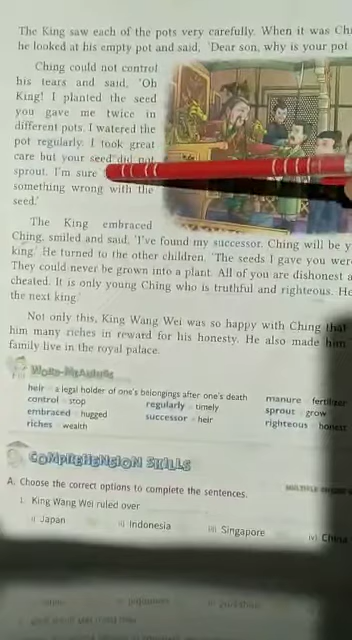 The King saw each of the pots very carefully. When it was Chi
he looked at his empty pot and said, 'Dear son, why is your pot
Ching could not control
his tears and said, 'Oh
King! I planted the seed
you gave me twice in
different pots. I watered the
pot regularly. I took great
care but your seed did not
sprout. I'm sure
something wrong with the
seed.'
The King embraced
Ching, smiled and said, 'I've found my successor. Ching will be y
king.' He turned to the other children, 'The seeds I gave you wer
They could never be grown into a plant. All of you are dishonest a
cheated. It is only young Ching who is truthful and righteous. He
the next king.'
Not only this, King Wang Wei was so happy with Ching that
him many riches in reward for his honesty. He also made him
family live in the royal palace.
WORD-MEANINGS
heir - a legal holder of one's belongings after one's death
manure - fertilizer
control - stop
regularly - timely
sprout - grow
embraced - hugged
successor - heir
righteous - honest
riches - wealth
COMPREHENSION SKILLS
A. Choose the correct options to complete the sentences.
MULTIPLE
1. King Wang Wei ruled over
i) Japan
ii) Indonesia
iii) Singapore
iv) China